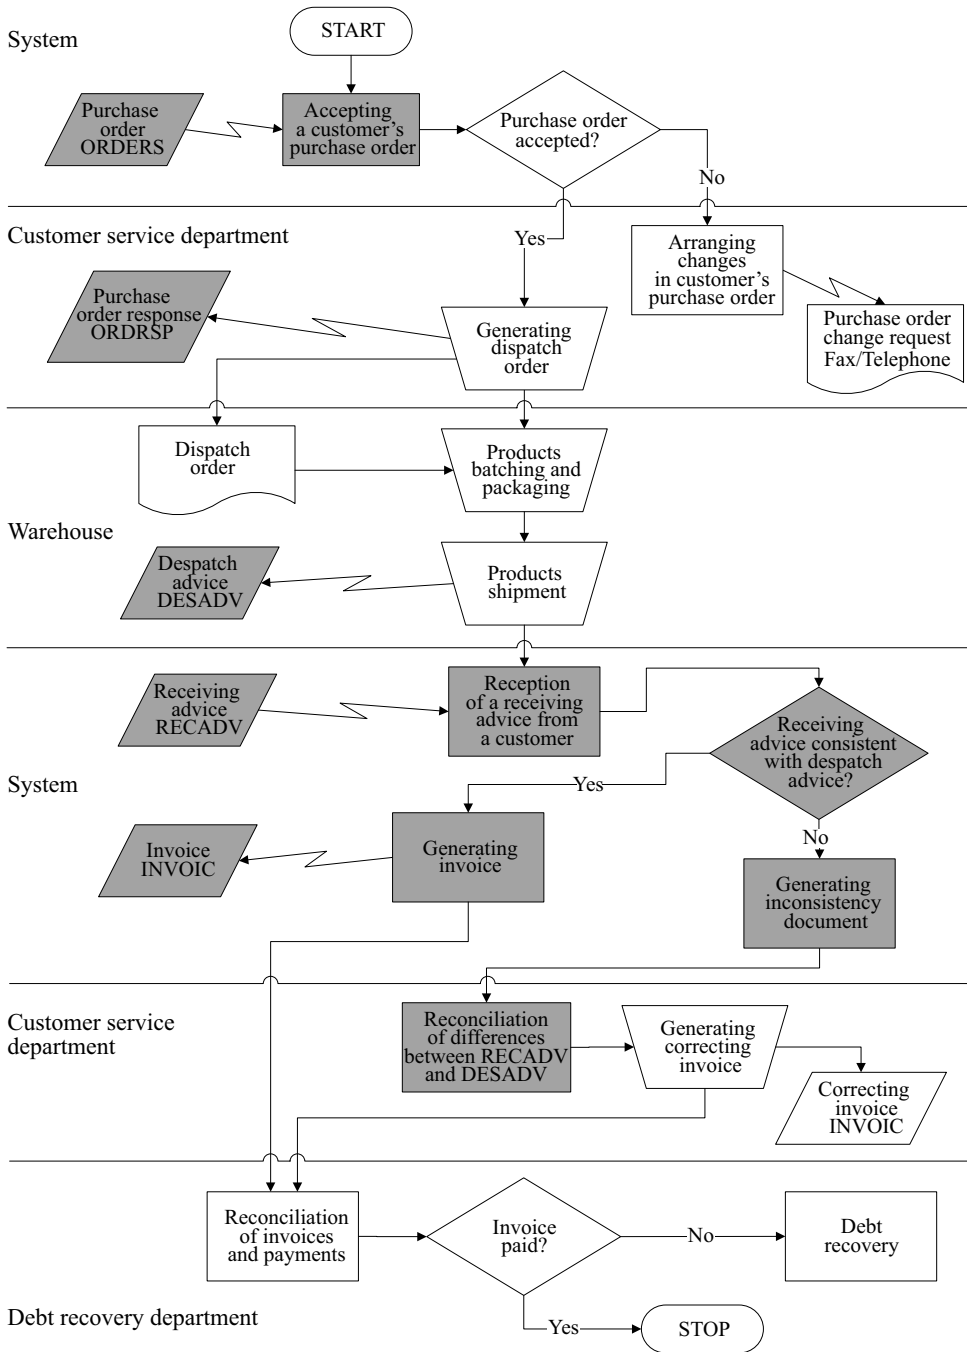 System
START
Purchase
order
ORDERS
Accepting
a customer's
purchase order
Purchase order
accepted?
No
Customer service department
Yes
Arranging
changes
in customer's
purchase order
Purchase
order response
ORDRSP
Generating
dispatch
order
Purchase order
change request
Fax/Telephone
Dispatch
order
Products
batching and
packaging
Warehouse
Despatch
advice
DESADV
Products
shipment
Receiving
advice
RECADV
Reception
of a receiving
advice from
a customer
Receiving
advice consistent
with despatch
advice?
System
Yes
No
Invoice
INVOIC
Generating
invoice
Generating
inconsistency
document
Customer service
department
Reconciliation
of differences
between RECADV
and DESADV
Generating
correcting
invoice
Correcting
invoice
INVOIC
Reconciliation
of invoices
and payments
Invoice
paid?
No
Debt
recovery
Debt recovery department
Yes
STOP